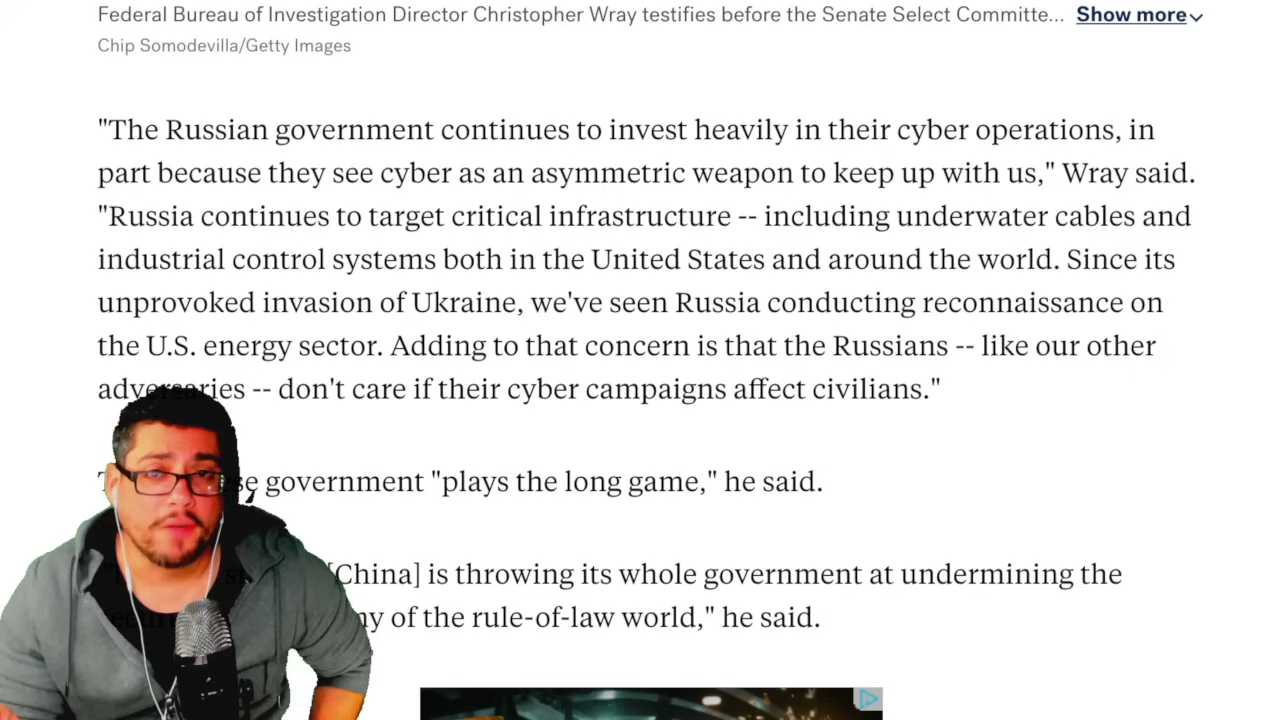 Federal Bureau of Investigation Director Christopher Wray testifies before the Senate Select Committe... Show more
Chip Somodevilla/Getty Images
"The Russian government continues to invest heavily in their cyber operations, in
part because they see cyber as an asymmetric weapon to keep up with us," Wray said.
"Russia continues to target critical infrastructure -- including underwater cables and
industrial control systems both in the United States and around the world. Since its
unprovoked invasion of Ukraine, we've seen Russia conducting reconnaissance on
the U.S. energy sector. Adding to that concern is that the Russians -- like our other
adversaries -- don't care if their cyber campaigns affect civilians."
government "plays the long game," he said.
[China] is throwing its whole government at undermining the
of the rule-of-law world," he said.